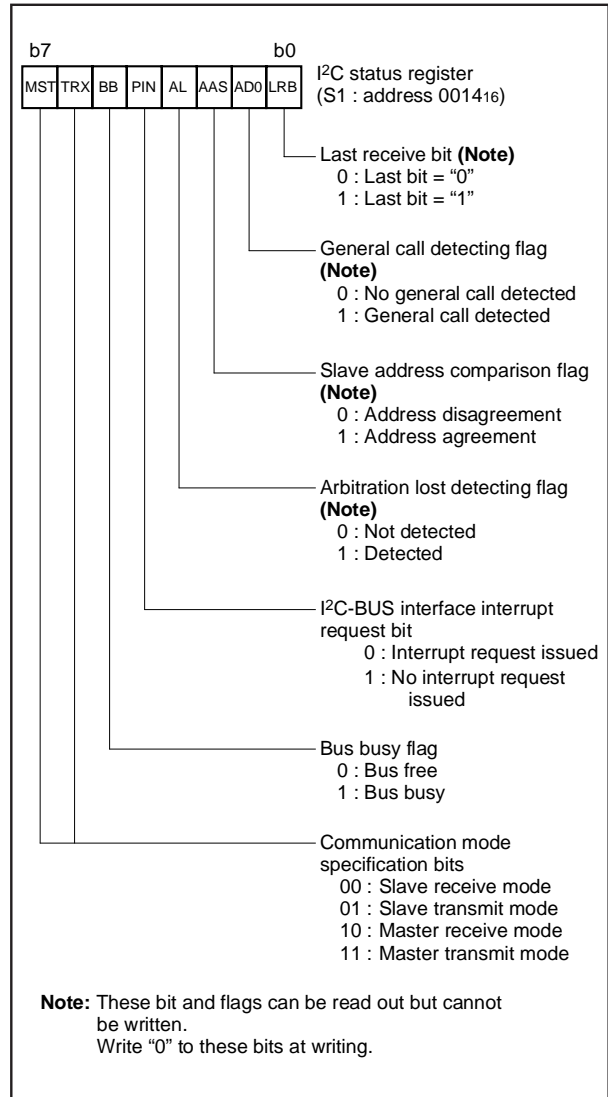 b7 b0
MST TRX BB PIN AL AAS AD0 LRB
I²C status register
(S1 : address 0014₁₆)
Last receive bit (Note)
0 : Last bit = “0”
1 : Last bit = “1”
General call detecting flag
(Note)
0 : No general call detected
1 : General call detected
Slave address comparison flag
(Note)
0 : Address disagreement
1 : Address agreement
Arbitration lost detecting flag
(Note)
0 : Not detected
1 : Detected
I²C-BUS interface interrupt
request bit
0 : Interrupt request issued
1 : No interrupt request
issued
Bus busy flag
0 : Bus free
1 : Bus busy
Communication mode
specification bits
00 : Slave receive mode
01 : Slave transmit mode
10 : Master receive mode
11 : Master transmit mode
Note: These bit and flags can be read out but cannot
be written.
Write “0” to these bits at writing.